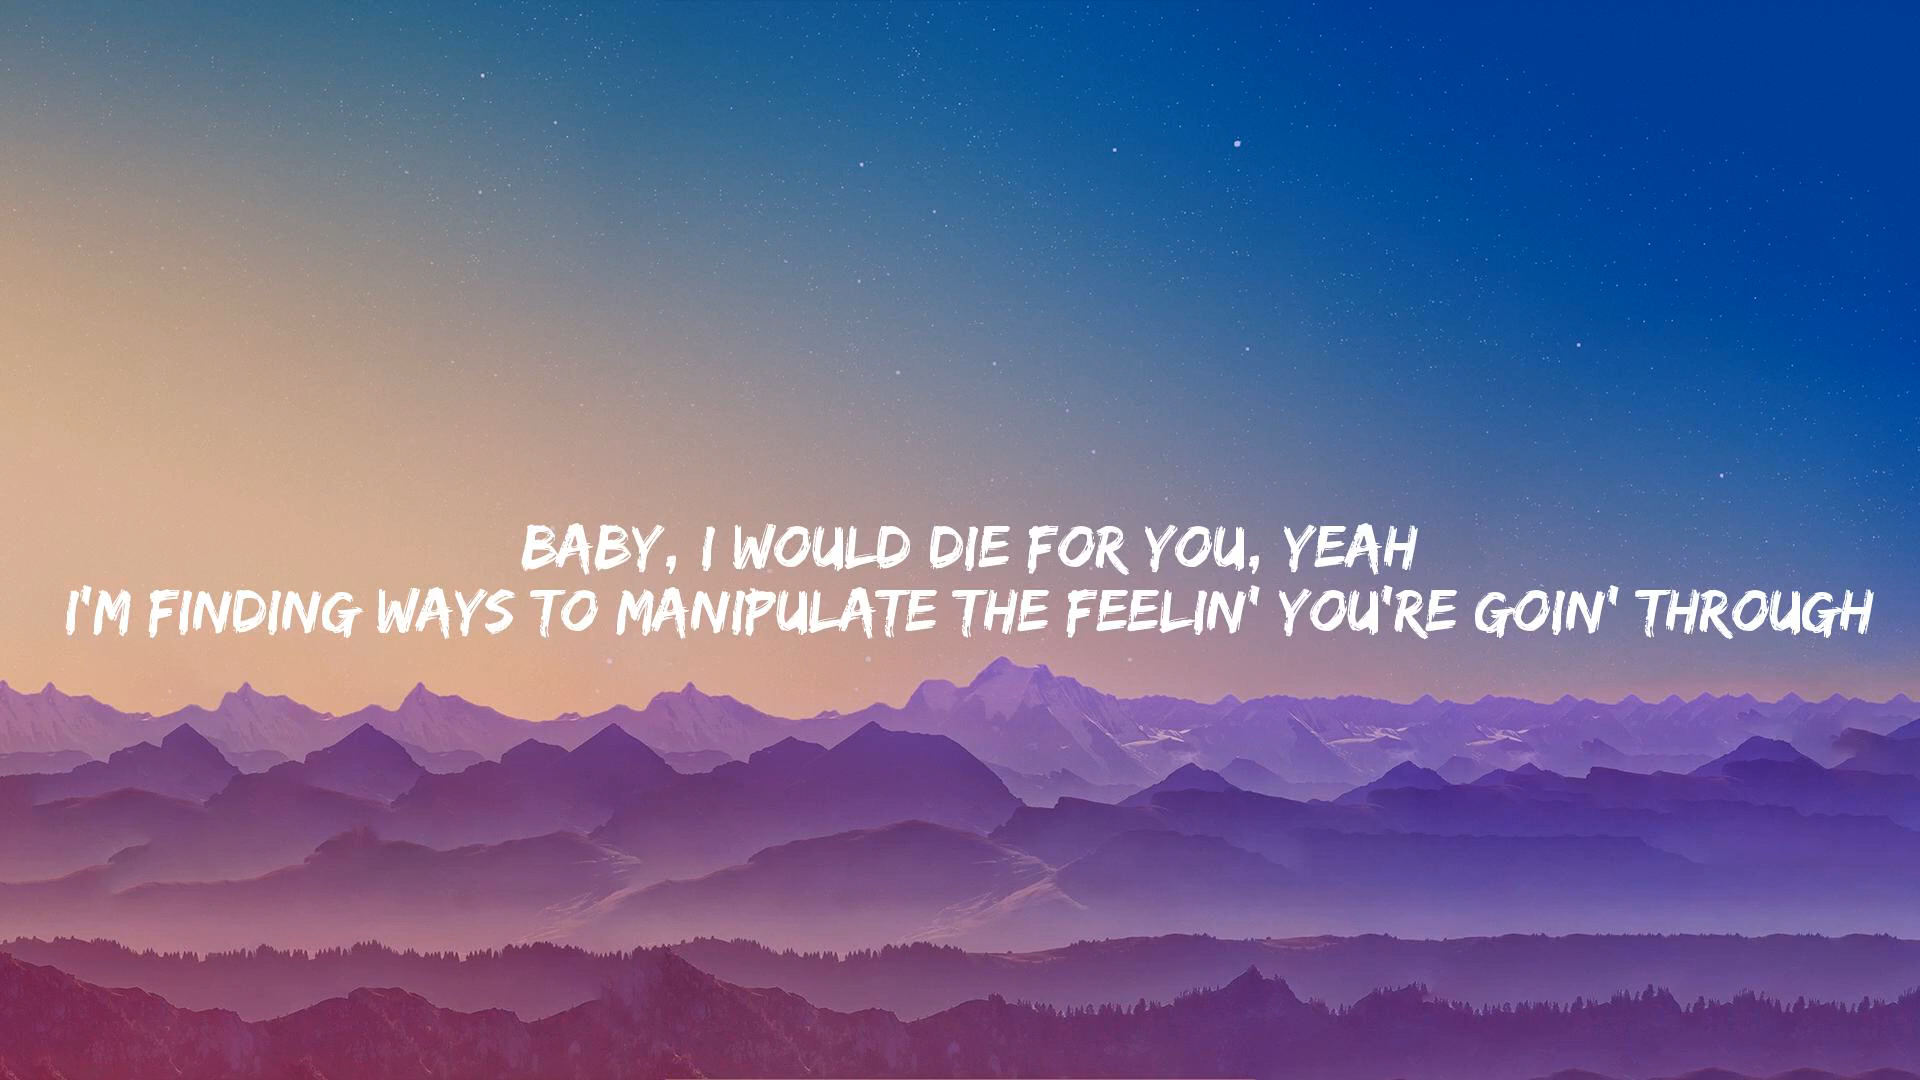 BABY, I WOULD DIE FOR YOU, YEAH
I'M FINDING WAYS TO MANIPULATE THE FEELIN' YOU'RE GOIN' THROUGH